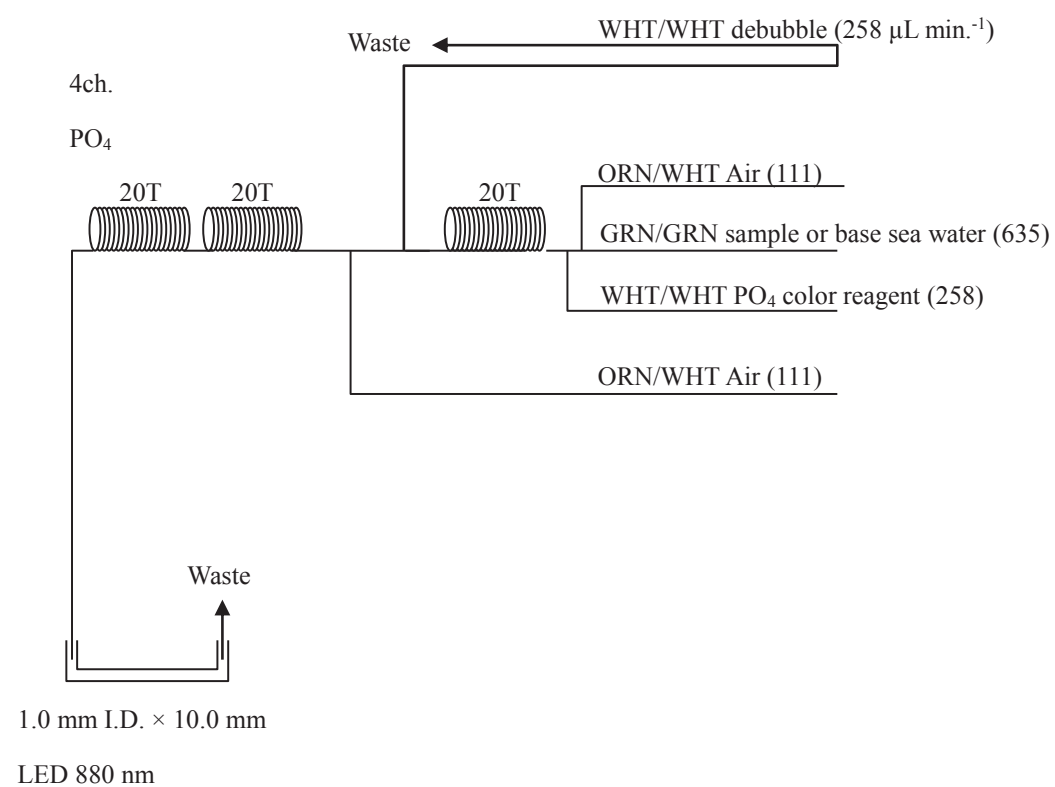 WHT/WHT debubble (258 µL min.⁻¹)
Waste
4ch.
PO₄
20T 20T 20T
ORN/WHT Air (111)
GRN/GRN sample or base sea water (635)
WHT/WHT PO₄ color reagent (258)
ORN/WHT Air (111)
Waste
1.0 mm I.D. × 10.0 mm
LED 880 nm